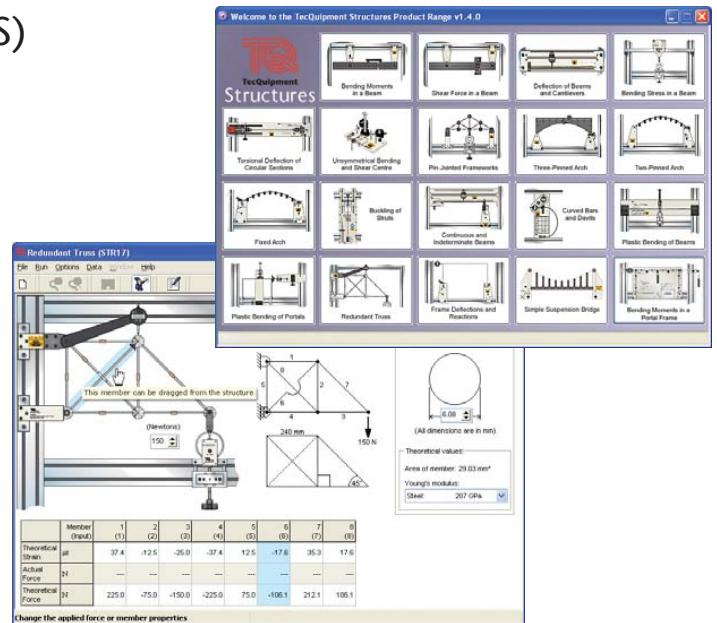 S)
Welcome to the TecQuipment Structures Product Range v1.4.0
TecQuipment
Structures
Bending Moments
in a Beam
Shear Force in a Beam
Deflection of Beams
and Cantilevers
Bending Stress in a Beam
Torsional Deflection of
Circular Sections
Unsymmetrical Bending
and Shear Centre
Pin-Jointed Frameworks
Three-Pinned Arch
Two-Pinned Arch
Fixed Arch
Buckling of
Struts
Continuous and
Indeterminate Beams
Curved Bars
and Davits
Plastic Bending of Beams
Plastic Bending of Portals
Redundant Truss
Frame Deflections and
Reactions
Simple Suspension Bridge
Bending Moments in a
Portal Frame
Redundant Truss (STR17)
File Run Options Data Window Help
This member can be dragged from the structure
(Newtons)
150
1
5 8 2 7
6
4 3
150 N
240 mm
45°
6.08
(All dimensions are in mm)
Theoretical values:
Area of member: 29.03 mm²
Young's modulus:
Steel: 207 GPa
Member (Input) 1 (1) 2 (2) 3 (3) 4 (4) 5 (5) 6 (6) 7 (7) 8 (8)
Theoretical Strain µε 37.4 -12.5 -25.0 -37.4 12.5 -17.6 35.3 17.6
Actual Force N --- --- --- --- --- --- --- ---
Theoretical Force N 225.0 -75.0 -150.0 -225.0 75.0 -106.1 212.1 106.1
Change the applied force or member properties